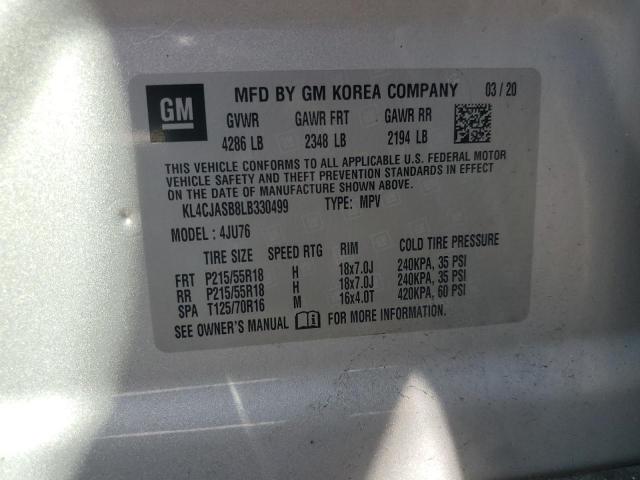 GM MFD BY GM KOREA COMPANY 03/20
GVWR GAWR FRT GAWR RR
4286 LB 2348 LB 2194 LB
THIS VEHICLE CONFORMS TO ALL APPLICABLE U.S. FEDERAL MOTOR
VEHICLE SAFETY AND THEFT PREVENTION STANDARDS IN EFFECT
ON THE DATE OF MANUFACTURE SHOWN ABOVE.
KL4CJASB8LB330499 TYPE: MPV
MODEL: 4JU76
TIRE SIZE SPEED RTG RIM COLD TIRE PRESSURE
FRT P215/55R18 H 18x7.0J 240KPA, 35 PSI
RR P215/55R18 H 18x7.0J 240KPA, 35 PSI
SPA T125/70R16 M 16x4.0T 420KPA, 60 PSI
SEE OWNER'S MANUAL FOR MORE INFORMATION.